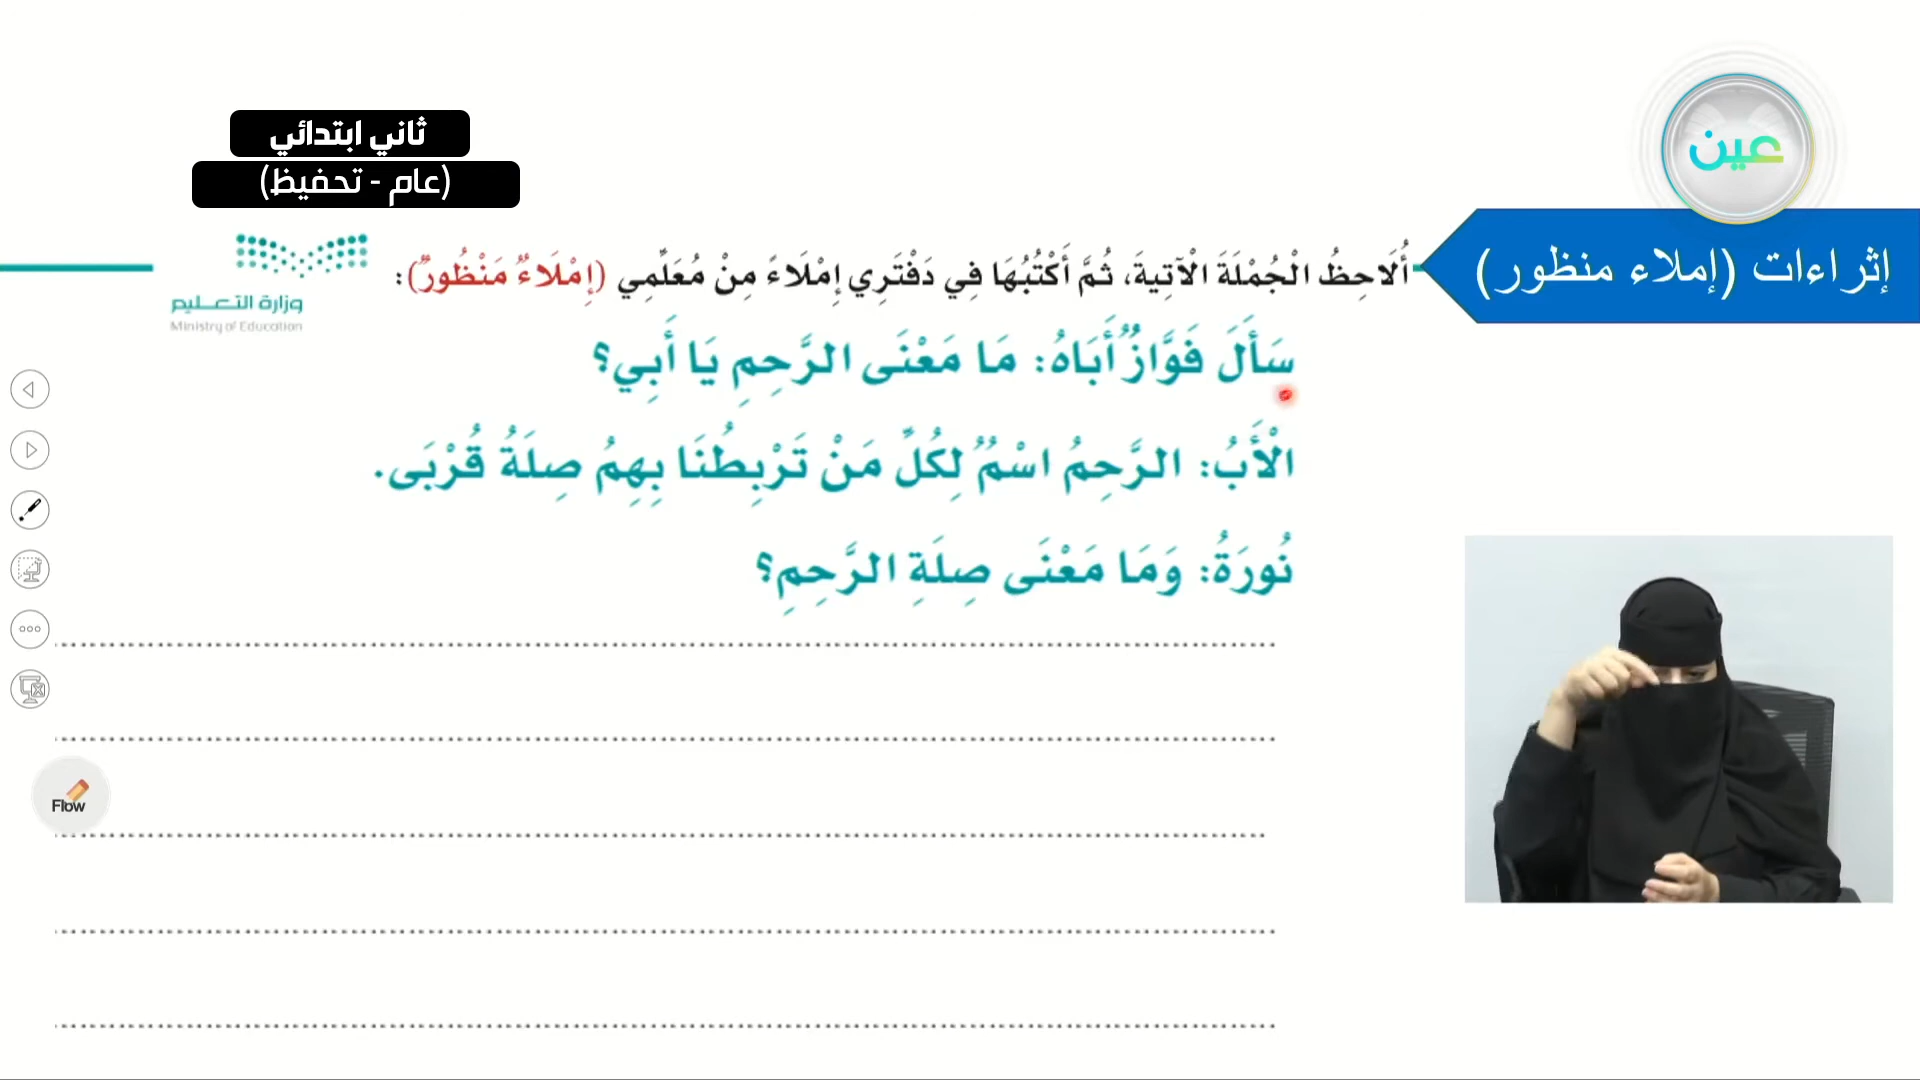 عين
ثاني ابتدائي
(عام - تحفيظ)
إثراءات (إملاء منظور)
أُلَاحِظُ الْجُمْلَةَ الْآتِيةَ، ثُمَّ أَكْتُبُهَا فِي دَفْتَرِي إِمْلَاءً مِنْ مُعَلِّمِي (إِمْلَاءٌ مَنْظُورٌ):
وزارة التعليم
Ministry of Education
سَأَلَ فَوَّازٌ أَبَاهُ: مَا مَعْنَى الرَّحِمِ يَا أَبِي؟
الْأَبُ: الرَّحِمُ اسْمٌ لِكُلِّ مَنْ تَرْبِطُنَا بِهِمُ صِلَةُ قُرْبَى.
نُورَةُ: وَمَا مَعْنَى صِلَةِ الرَّحِمِ؟
Flow